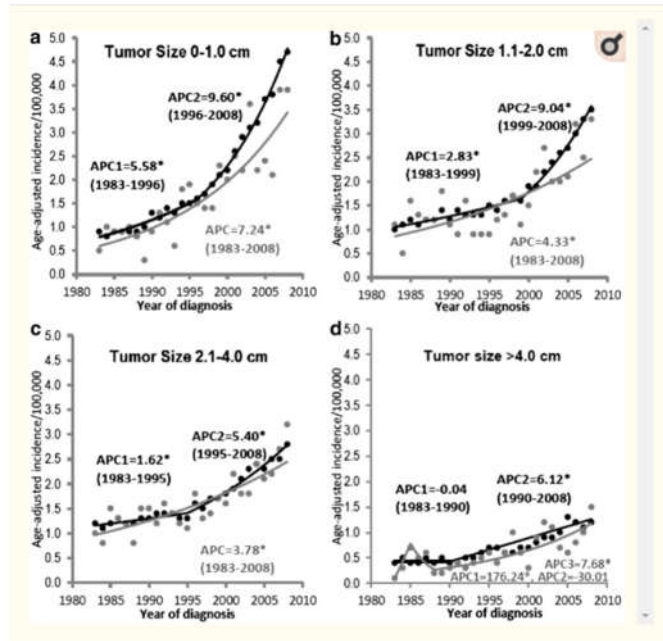 a
Tumor Size 0-1.0 cm
APC2=9.60*
(1996-2008)
APC1=5.58*
(1983-1996)
APC=7.24*
(1983-2008)
Age-adjusted incidence/100,000
5.0
4.5
4.0
3.5
3.0
2.5
2.0
1.5
1.0
0.5
0.0
1980 1985 1990 1995 2000 2005 2010
Year of diagnosis
b
Tumor Size 1.1-2.0 cm
APC2=9.04*
(1999-2008)
APC1=2.83*
(1983-1999)
APC=4.33*
(1983-2008)
Age-adjusted incidence/100,000
5.0
4.5
4.0
3.5
3.0
2.5
2.0
1.5
1.0
0.5
0.0
1980 1985 1990 1995 2000 2005 2010
Year of diagnosis
c
Tumor Size 2.1-4.0 cm
APC2=5.40*
(1995-2008)
APC1=1.62*
(1983-1995)
APC=3.78*
(1983-2008)
Age-adjusted incidence/100,000
5.0
4.5
4.0
3.5
3.0
2.5
2.0
1.5
1.0
0.5
0.0
1980 1985 1990 1995 2000 2005 2010
Year of diagnosis
d
Tumor size >4.0 cm
APC1=-0.04
(1983-1990)
APC2=6.12*
(1990-2008)
APC3=7.68*
APC1=176.24*, APC2=-30.01
Age-adjusted incidence/100,000
5.0
4.5
4.0
3.5
3.0
2.5
2.0
1.5
1.0
0.5
0.0
1980 1985 1990 1995 2000 2005 2010
Year of diagnosis